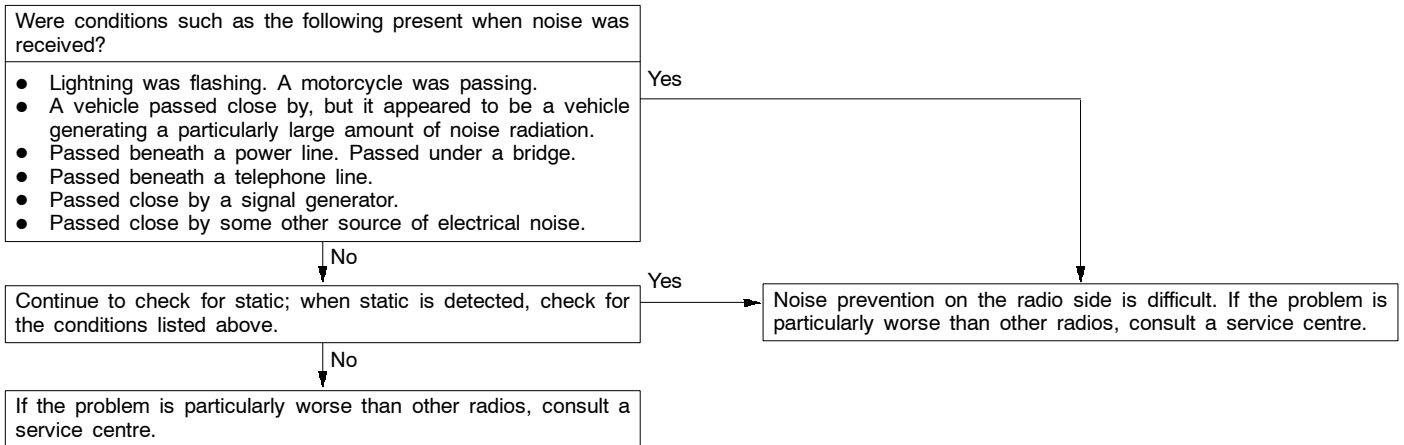 Were conditions such as the following present when noise was
received?
● Lightning was flashing. A motorcycle was passing.
● A vehicle passed close by, but it appeared to be a vehicle
generating a particularly large amount of noise radiation.
● Passed beneath a power line. Passed under a bridge.
● Passed beneath a telephone line.
● Passed close by a signal generator.
● Passed close by some other source of electrical noise.
Yes
No
Continue to check for static; when static is detected, check for
the conditions listed above.
Yes
Noise prevention on the radio side is difficult. If the problem is
particularly worse than other radios, consult a service centre.
No
If the problem is particularly worse than other radios, consult a
service centre.